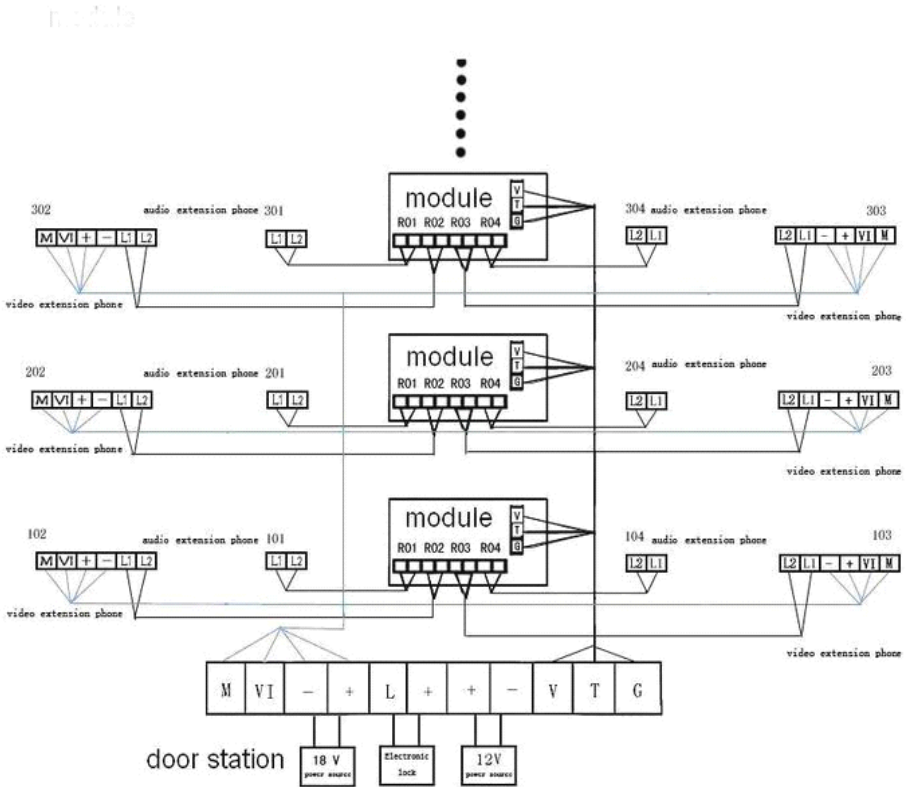 module
module
V
T
G
R01 R02 R03 R04
302
audio extension phone 301
304 audio extension phone
303
M VI + - L1 L2
L1 L2
L2 L1
L2 L1 - + VI M
video extension phone
video extension phone
module
V
T
G
R01 R02 R03 R04
202
audio extension phone 201
204 audio extension phone
203
M VI + - L1 L2
L1 L2
L2 L1
L2 L1 - + VI M
video extension phone
video extension phone
module
V
T
G
R01 R02 R03 R04
102
audio extension phone 101
104 audio extension phone
103
M VI + - L1 L2
L1 L2
L2 L1
L2 L1 - + VI M
video extension phone
video extension phone
M VI - + L + + - V T G
door station
18 V
power source
Electronic
lock
12V
power source